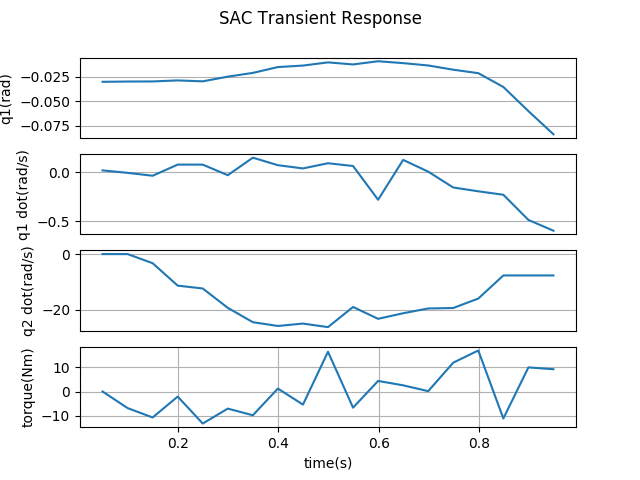 SAC Transient Response
q1(rad)
−0.025
−0.050
−0.075
q1 dot(rad/s)
0.0
−0.5
q2 dot(rad/s)
0
−20
torque(Nm)
10
0
−10
0.2 0.4 0.6 0.8
time(s)